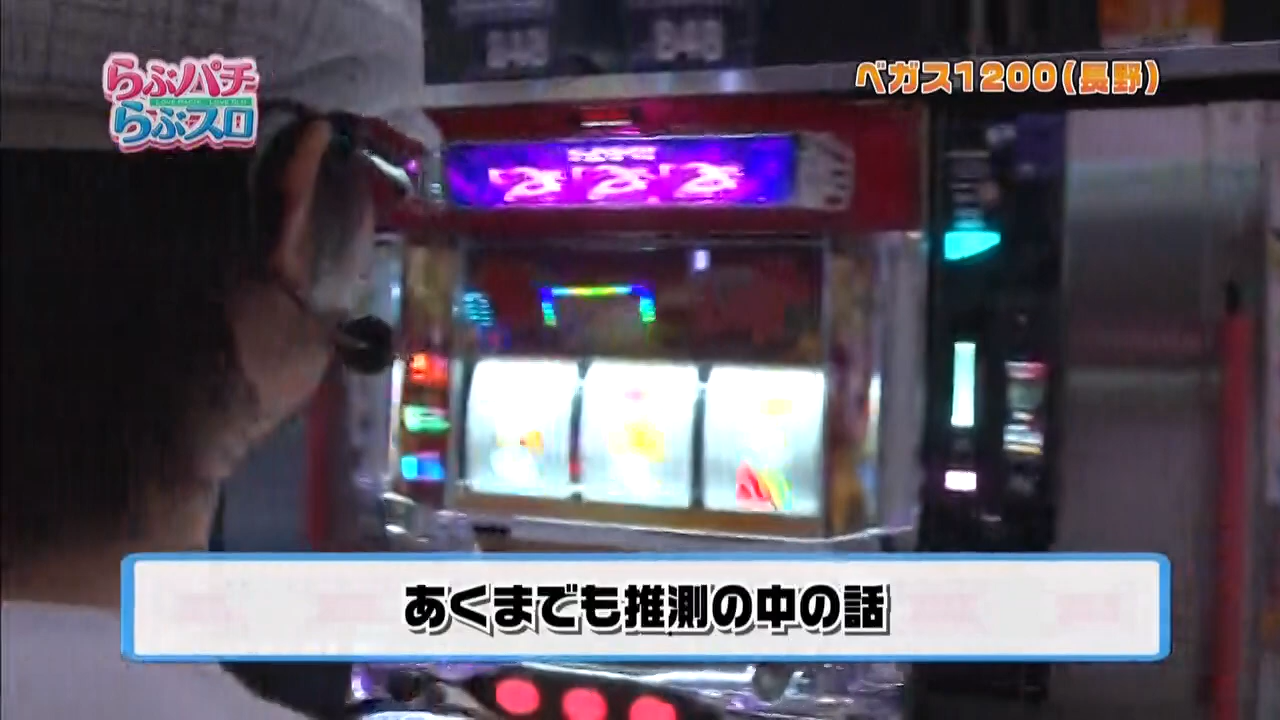 らぶパチ
らぶスロ
ベガス1200(長野)
あくまでも推測の中の話